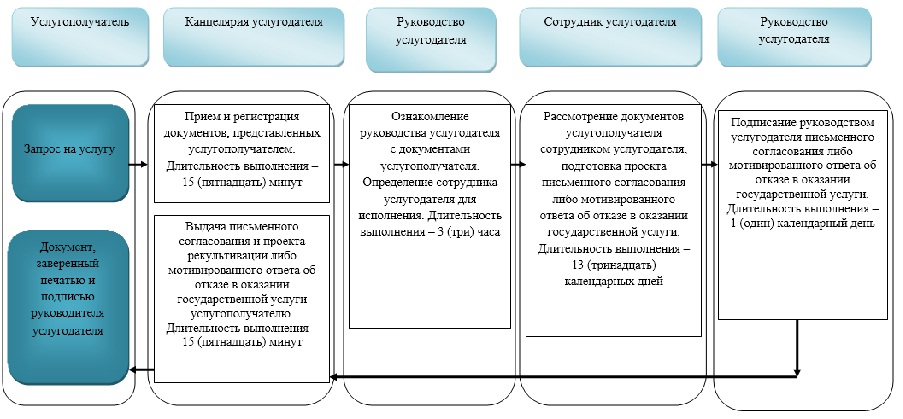 Услугополучатель
Канцелярия услугодателя
Руководство
услугодателя
Сотрудник услугодателя
Руководство
услугодателя
Запрос на услугу
Прием и регистрация
документов, представленных
услугополучателем.
Длительность выполнения –
15 (пятнадцать) минут
Ознакомление
руководства услугодателя
с документами
услугополучателя.
Определение сотрудника
услугодателя для
исполнения. Длительность
выполнения – 3 (три) часа
Рассмотрение документов
услугополучателя
сотрудником услугодателя,
подготовка проекта
письменного согласования
либо мотивированного
ответа об отказе в оказании
государственной услуги.
Длительность выполнения –
13 (тринадцать)
календарных дней
Подписание руководством
услугодателя письменного
согласования либо
мотивированного ответа об
отказе в оказании
государственной услуги.
Длительность выполнения –
1 (один) календарный день
Документ,
заверенный
печатью и
подписью
руководителя
услугодателя
Выдача письменного
согласования и проекта
рекультивации либо
мотивированного ответа об
отказе в оказании
государственной услуги
услугополучателю
Длительность выполнения
15 (пятнадцать) минут